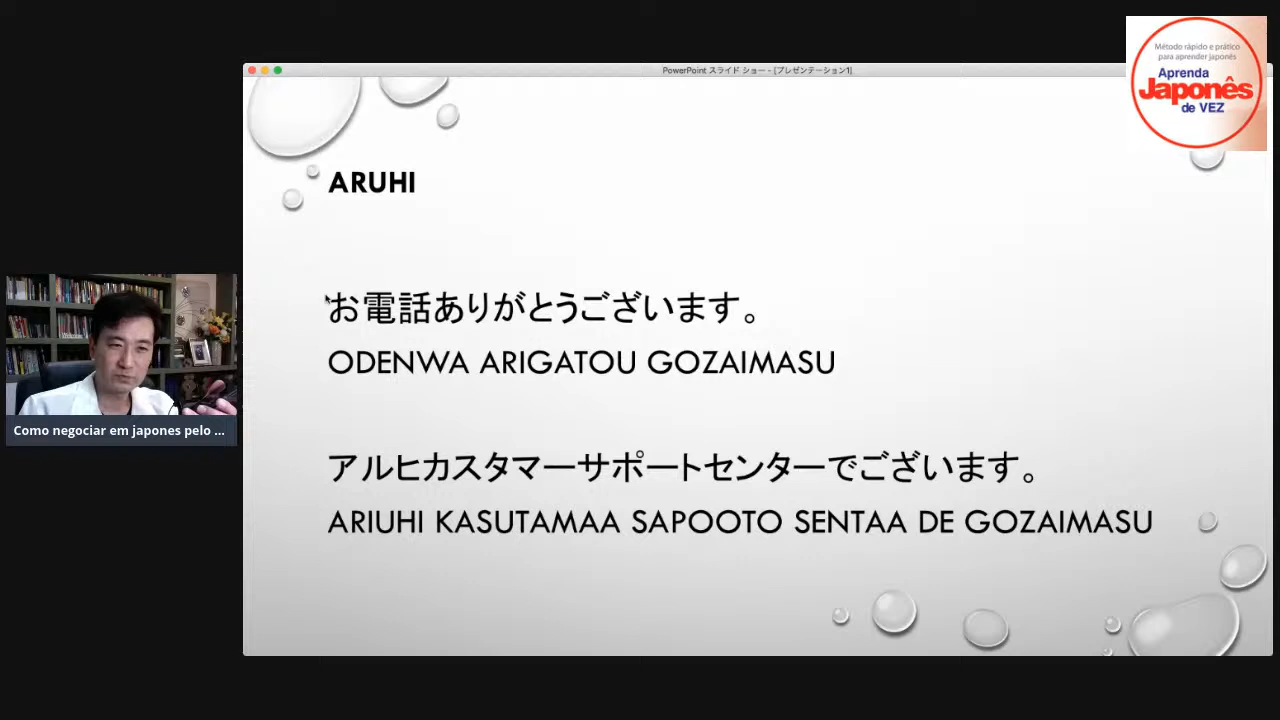 PowerPoint スライド ショー - [プレゼンテーション1]
Método rápido e prático
para aprender japonês
Aprenda
Japonês
de VEZ
ARUHI
お電話ありがとうございます。
ODENWA ARIGATOU GOZAIMASU
アルヒカスタマーサポートセンターでございます。
ARIUHI KASUTAMAA SAPOOTO SENTAA DE GOZAIMASU
Como negociar em japones pelo ...